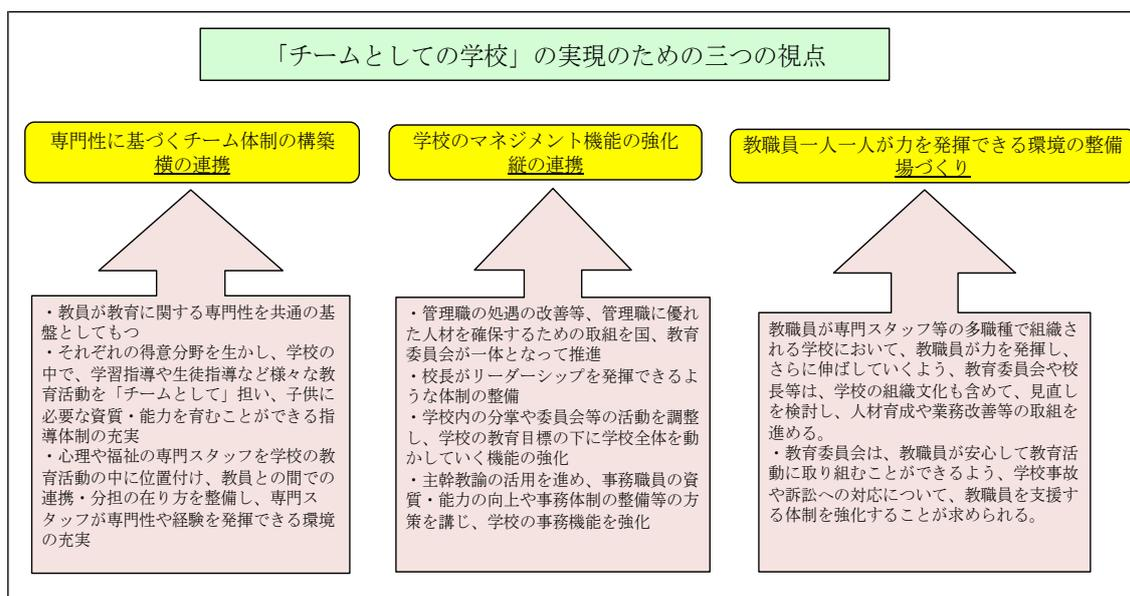 「チームとしての学校」の実現のための三つの視点
専門性に基づくチーム体制の構築
横の連携
・教員が教育に関する専門性を共通の基
盤としてもつ
・それぞれの得意分野を生かし、学校の
中で、学習指導や生徒指導など様々な教
育活動を「チームとして」担い、子供に
必要な資質・能力を育むことができる指
導体制の充実
・心理や福祉の専門スタッフを学校の教
育活動の中に位置付け、教員との間での
連携・分担の在り方を整備し、専門ス
タッフが専門性や経験を発揮できる環境
の充実
学校のマネジメント機能の強化
縦の連携
・管理職の処遇の改善等、管理職に優れ
た人材を確保するための取組を国、教育
委員会が一体となって推進
・校長がリーダーシップを発揮できるよ
うな体制の整備
・学校内の分掌や委員会等の活動を調整
し、学校の教育目標の下に学校全体を動
かしていく機能の強化
・主幹教諭の活用を進め、事務職員の資
質・能力の向上や事務体制の整備等の方
策を講じ、学校の事務機能を強化
教職員一人一人が力を発揮できる環境の整備
場づくり
教職員が専門スタッフ等の多職種で組織さ
れる学校において、教職員が力を発揮し、
さらに伸ばしていくよう、教育委員会や校
長等は、学校の組織文化も含めて、見直し
を検討し、人材育成や業務改善等の取組を
進める。
・教育委員会は、教職員が安心して教育活
動に取り組むことができるよう、学校事故
や訴訟への対応について、教職員を支援す
る体制を強化することが求められる。